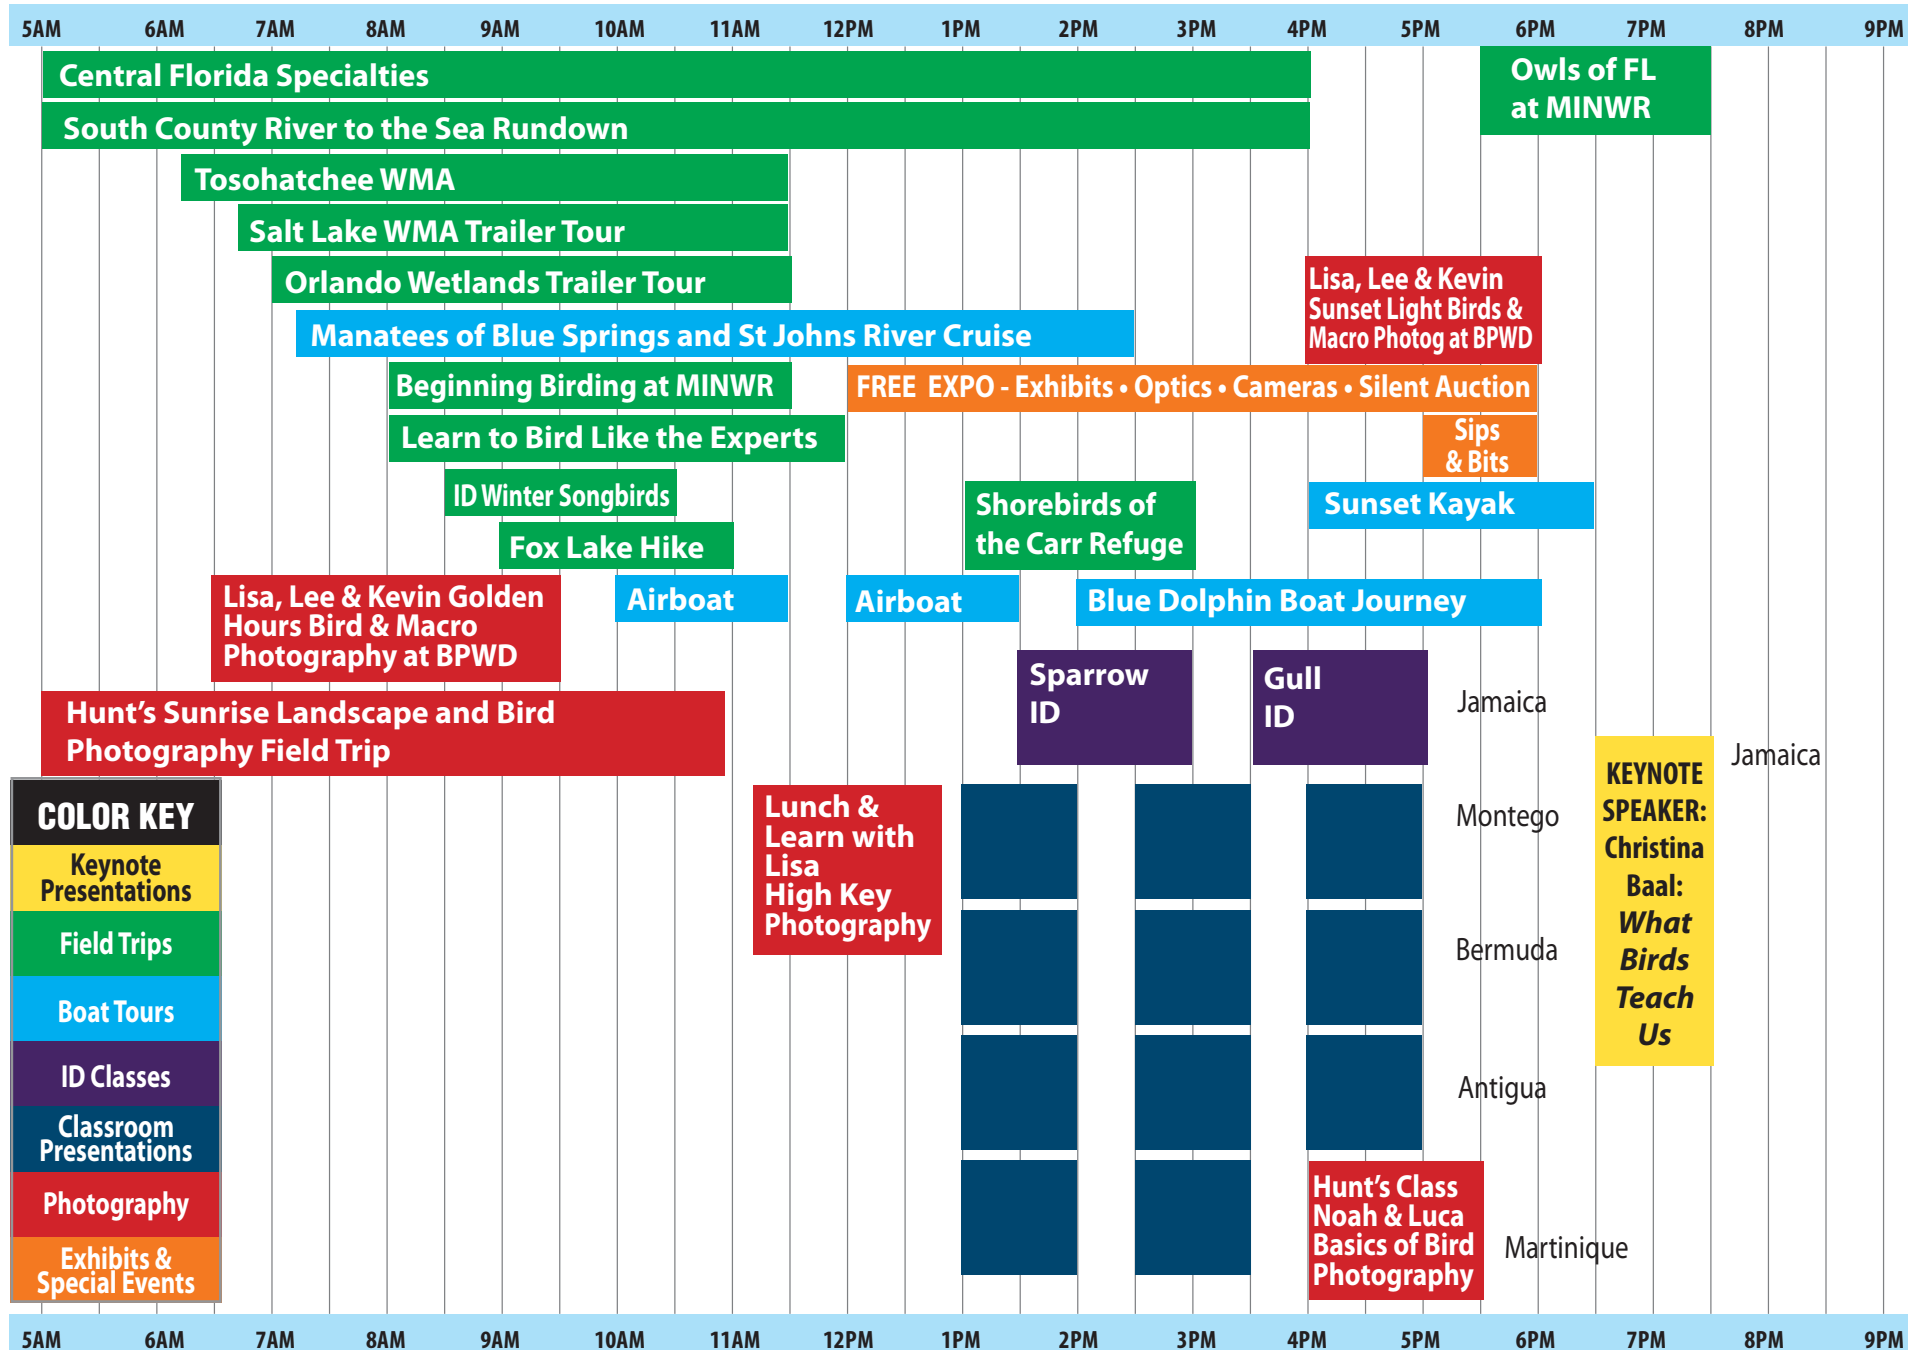 5AM 6AM 7AM 8AM 9AM 10AM 11AM 12PM 1PM 2PM 3PM 4PM 5PM 6PM 7PM 8PM 9PM
Central Florida Specialties
Owls of FL
at MINWR
South County River to the Sea Rundown
Tosohatchee WMA
Salt Lake WMA Trailer Tour
Orlando Wetlands Trailer Tour
Lisa, Lee & Kevin
Sunset Light Birds &
Macro Photog at BPWD
Manatees of Blue Springs and St Johns River Cruise
Beginning Birding at MINWR
FREE EXPO - Exhibits • Optics • Cameras • Silent Auction
Learn to Bird Like the Experts
Sips
& Bits
ID Winter Songbirds
Shorebirds of
the Carr Refuge
Sunset Kayak
Fox Lake Hike
Lisa, Lee & Kevin Golden
Hours Bird & Macro
Photography at BPWD
Airboat
Airboat
Blue Dolphin Boat Journey
Sparrow
ID
Gull
ID
Jamaica
Hunt's Sunrise Landscape and Bird
Photography Field Trip
KEYNOTE
SPEAKER:
Christina
Baal:
What
Birds
Teach
Us
Jamaica
Lunch &
Learn with
Lisa
High Key
Photography
Montego
Bermuda
Antigua
Hunt's Class
Noah & Luca
Basics of Bird
Photography
Martinique
COLOR KEY
Keynote
Presentations
Field Trips
Boat Tours
ID Classes
Classroom
Presentations
Photography
Exhibits &
Special Events
5AM 6AM 7AM 8AM 9AM 10AM 11AM 12PM 1PM 2PM 3PM 4PM 5PM 6PM 7PM 8PM 9PM